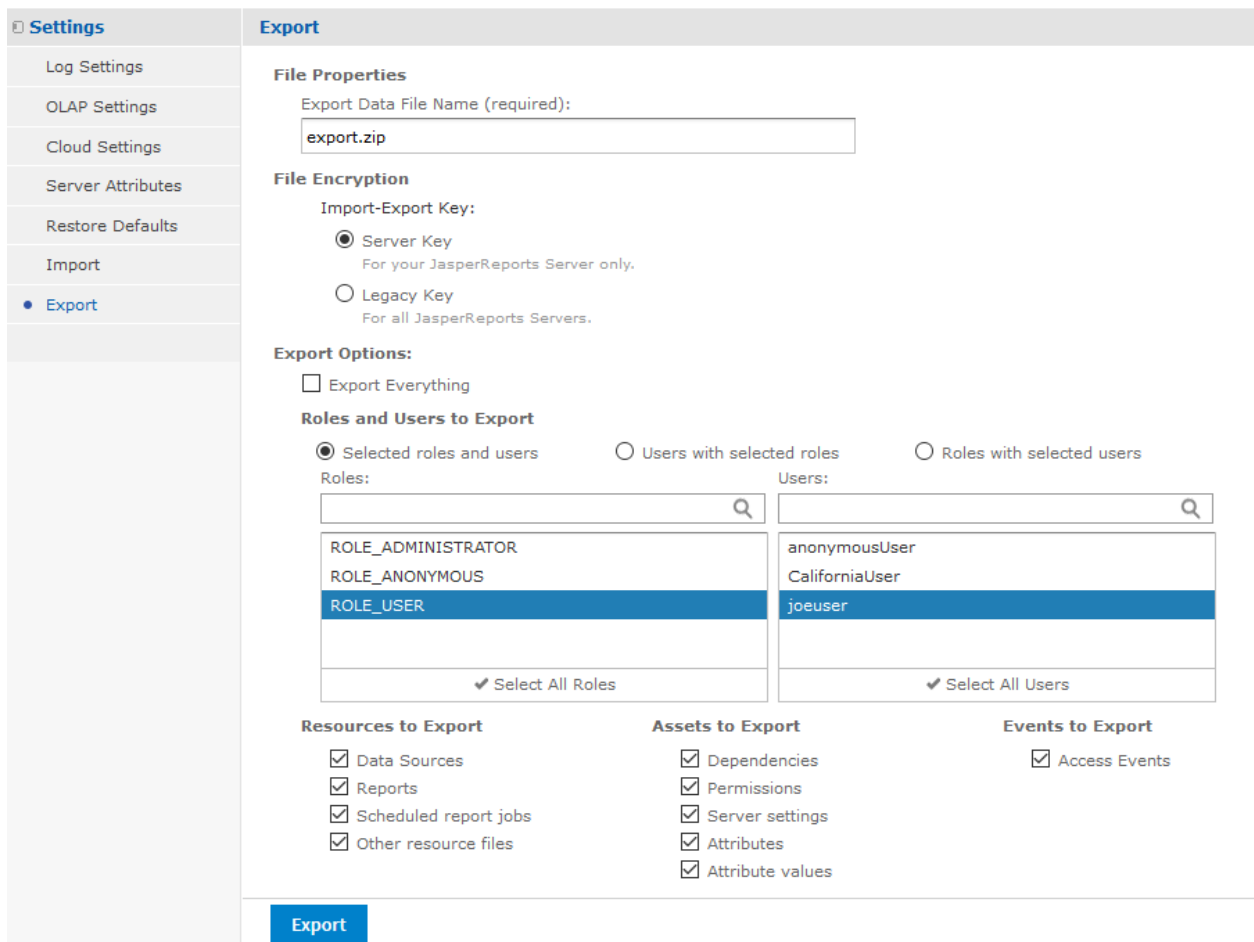 Settings
Log Settings
OLAP Settings
Cloud Settings
Server Attributes
Restore Defaults
Import
Export
Export
File Properties
Export Data File Name (required):
export.zip
File Encryption
Import-Export Key:
Server Key
For your JasperReports Server only.
Legacy Key
For all JasperReports Servers.
Export Options:
Export Everything
Roles and Users to Export
Selected roles and users Users with selected roles Roles with selected users
Roles: Users:
ROLE_ADMINISTRATOR anonymousUser
ROLE_ANONYMOUS CaliforniaUser
ROLE_USER joeuser
Select All Roles Select All Users
Resources to Export Assets to Export Events to Export
Data Sources Dependencies Access Events
Reports Permissions
Scheduled report jobs Server settings
Other resource files Attributes
Attribute values
Export